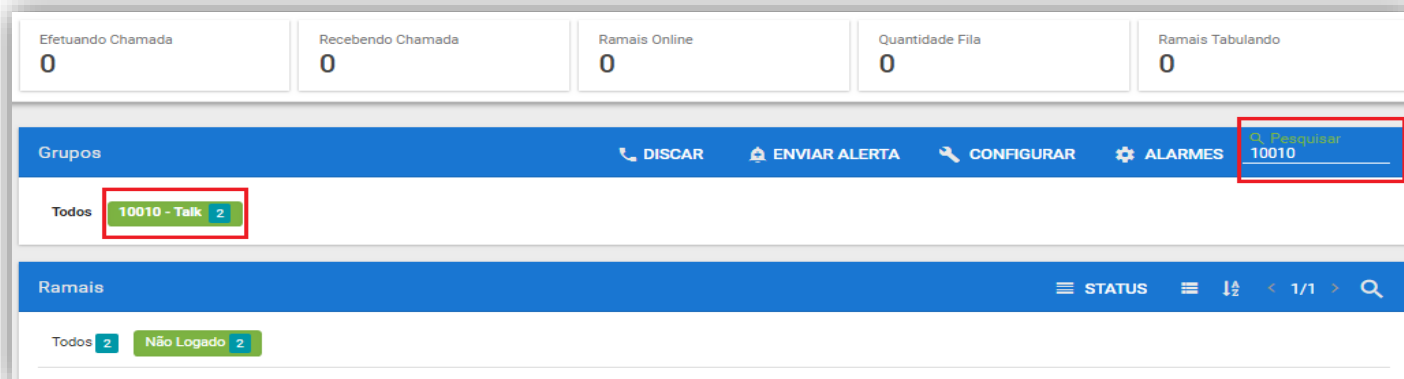 Efetuando Chamada
0
Recebendo Chamada
0
Ramais Online
0
Quantidade Fila
0
Ramais Tabulando
0
Grupos
DISCAR
ENVIAR ALERTA
CONFIGURAR
ALARMES
Pesquisar
10010
Todos
10010 - Talk 2
Ramais
STATUS
1/1
Todos 2
Não Logado 2